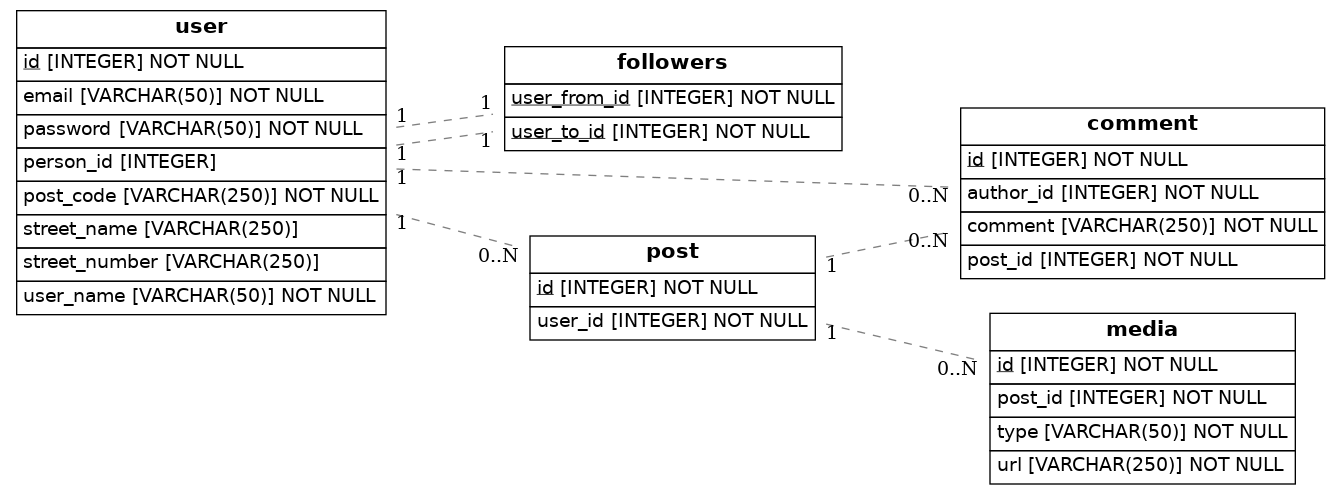 user
id [INTEGER] NOT NULL
email [VARCHAR(50)] NOT NULL
password [VARCHAR(50)] NOT NULL
person_id [INTEGER]
post_code [VARCHAR(250)] NOT NULL
street_name [VARCHAR(250)]
street_number [VARCHAR(250)]
user_name [VARCHAR(50)] NOT NULL
1
1
1
1
1
0..N
1
0..N
followers
user_from_id [INTEGER] NOT NULL
user_to_id [INTEGER] NOT NULL
post
id [INTEGER] NOT NULL
user_id [INTEGER] NOT NULL
1
0..N
1
0..N
comment
id [INTEGER] NOT NULL
author_id [INTEGER] NOT NULL
comment [VARCHAR(250)] NOT NULL
post_id [INTEGER] NOT NULL
media
id [INTEGER] NOT NULL
post_id [INTEGER] NOT NULL
type [VARCHAR(50)] NOT NULL
url [VARCHAR(250)] NOT NULL